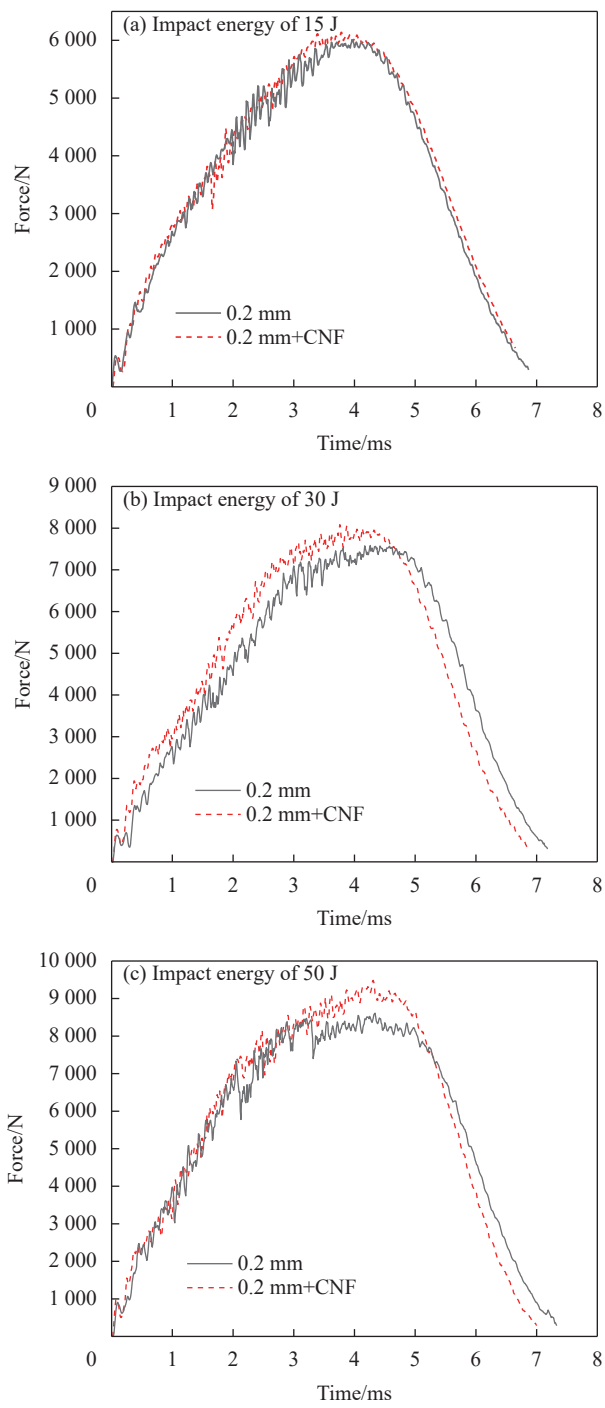 (a) Impact energy of 15 J
6 000
5 000
4 000
3 000
2 000
1 000
0
Force/N
0.2 mm
0.2 mm+CNF
1 2 3 4 5 6 7 8
Time/ms
9 000
(b) Impact energy of 30 J
8 000
7 000
6 000
5 000
4 000
3 000
2 000
1 000
0
Force/N
0.2 mm
0.2 mm+CNF
1 2 3 4 5 6 7 8
Time/ms
10 000
(c) Impact energy of 50 J
9 000
8 000
7 000
6 000
5 000
4 000
3 000
2 000
1 000
0
Force/N
0.2 mm
0.2 mm+CNF
1 2 3 4 5 6 7 8
Time/ms